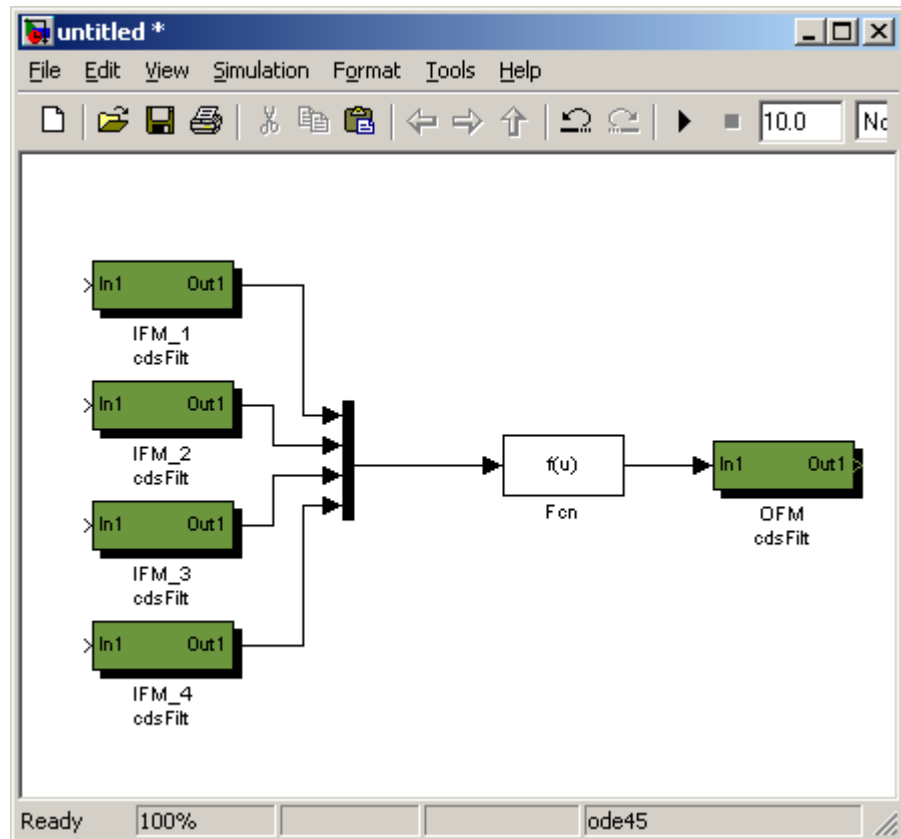 untitled *
File Edit View Simulation Format Tools Help
10.0 No
In1 Out1
IFM_1
cdsFilt
In1 Out1
IFM_2
cdsFilt
f(u)
In1 Out1
Fcn
In1 Out1
OFM
IFM_3
cdsFilt
cdsFilt
In1 Out1
IFM_4
cdsFilt
Ready 100% ode45